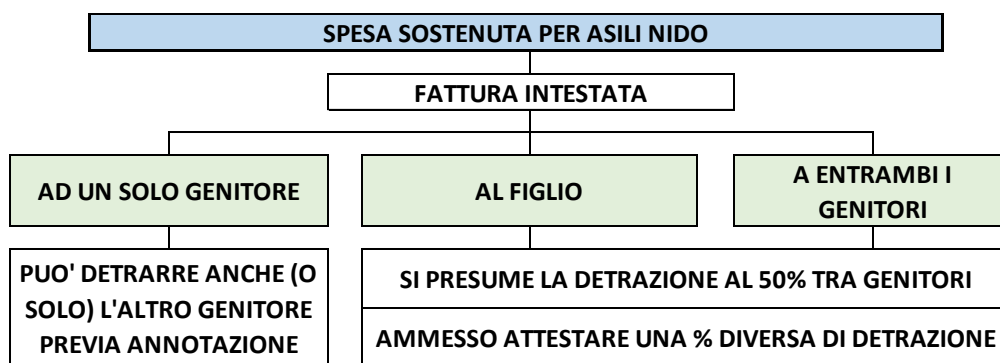 SPESA SOSTENUTA PER ASILI NIDO
FATTURA INTESTATA
AD UN SOLO GENITORE
AL FIGLIO
A ENTRAMBI I
GENITORI
PUO' DETRARRE ANCHE (O
SOLO) L'ALTRO GENITORE
PREVIA ANNOTAZIONE
SI PRESUME LA DETRAZIONE AL 50% TRA GENITORI
AMMESSO ATTESTARE UNA % DIVERSA DI DETRAZIONE